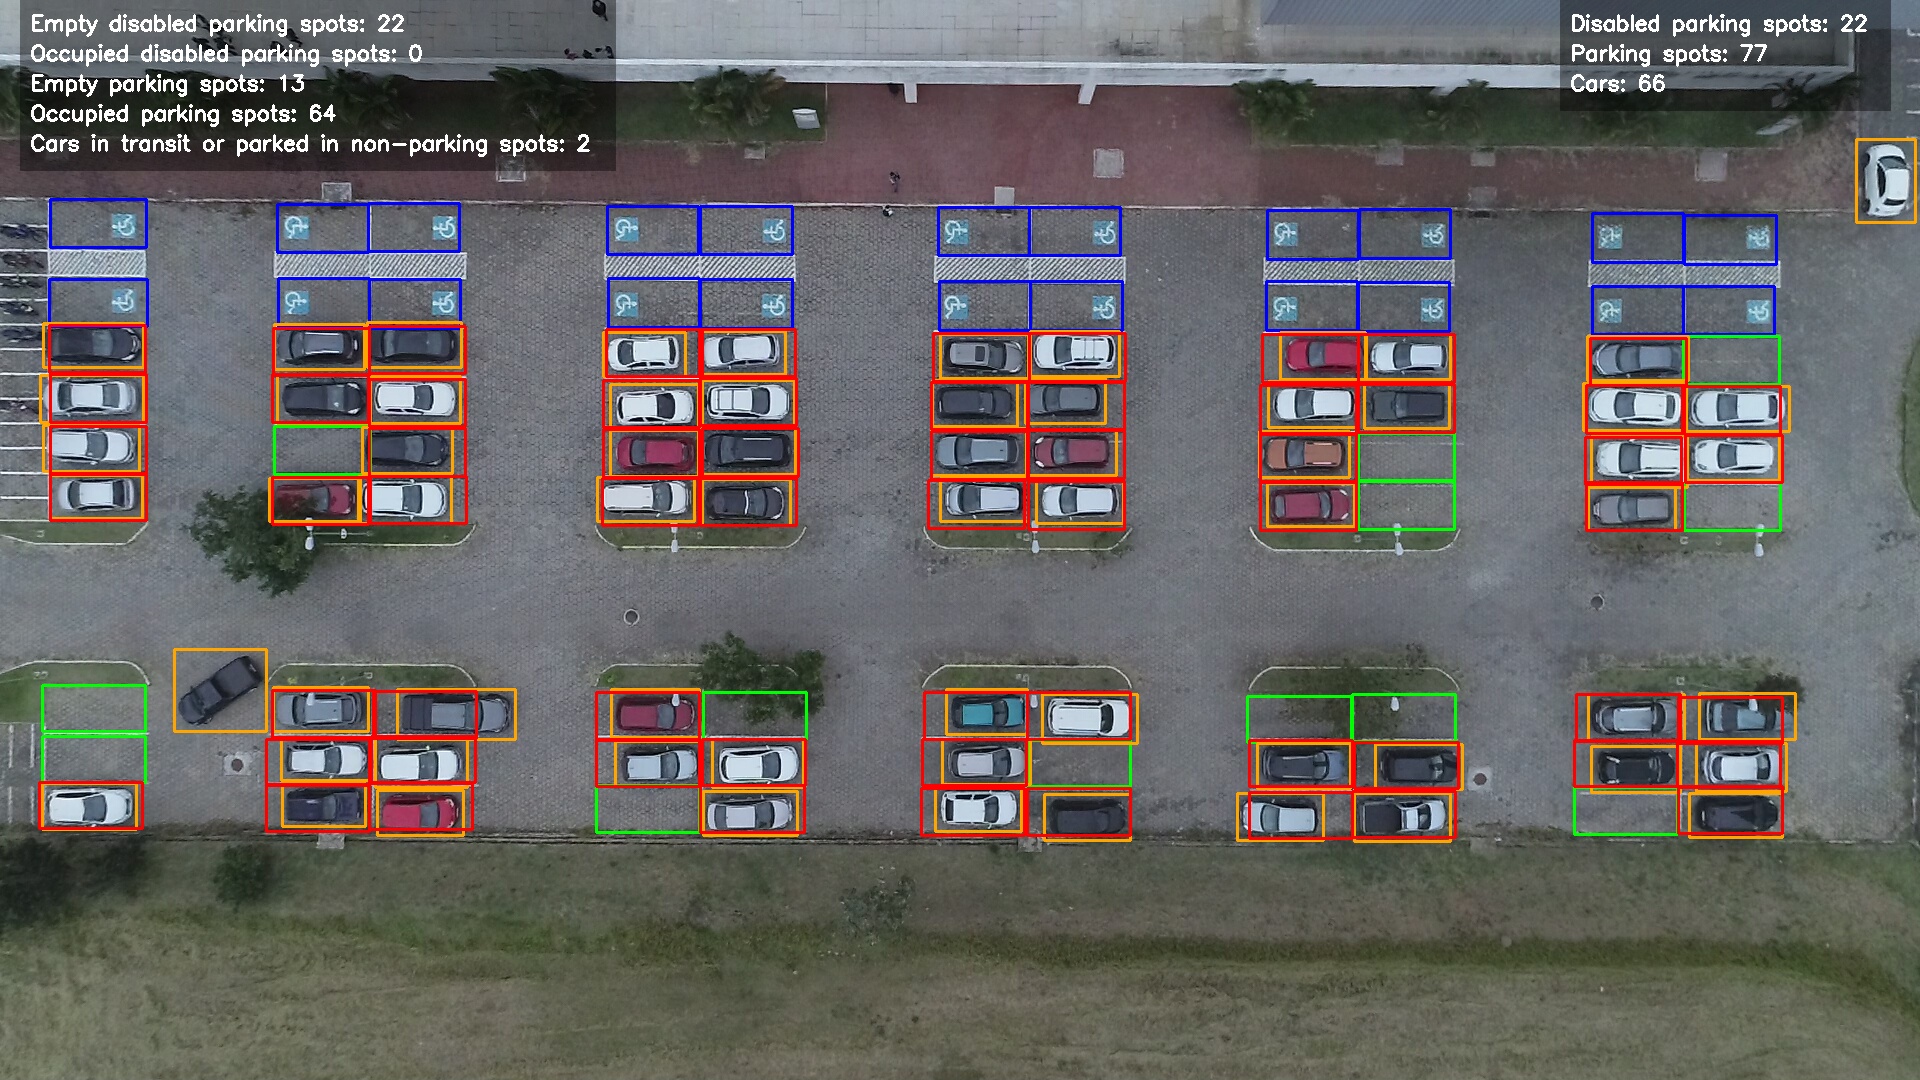 Empty disabled parking spots: 22
Occupied disabled parking spots: 0
Empty parking spots: 13
Occupied parking spots: 64
Cars in transit or parked in non-parking spots: 2
Disabled parking spots: 22
Parking spots: 77
Cars: 66